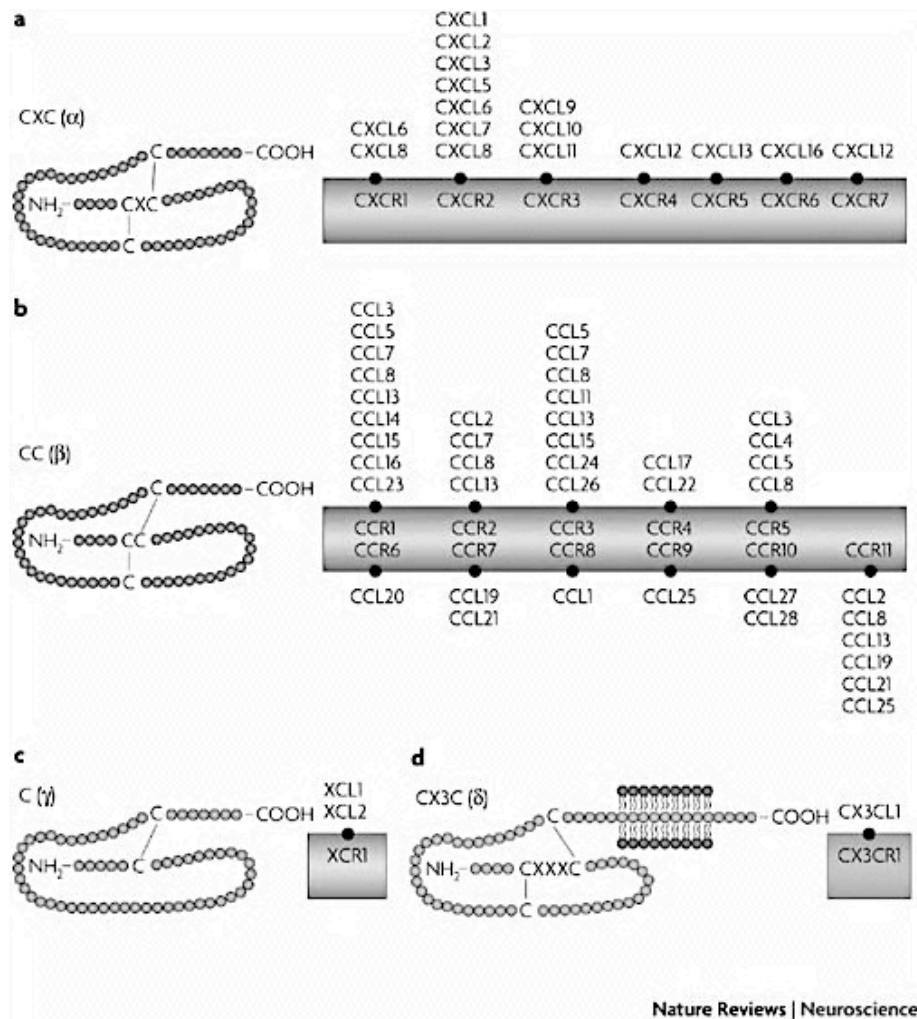 a
CXC (α)
C -COOH
NH2- CXC
C
CXCL6
CXCL8
CXCL1
CXCL2
CXCL3
CXCL5
CXCL6
CXCL7
CXCL8
CXCL9
CXCL10
CXCL11
CXCL12
CXCL13
CXCL16
CXCL12
CXCR1 CXCR2 CXCR3 CXCR4 CXCR5 CXCR6 CXCR7
b
CC (β)
C -COOH
NH2- CC
C
CCL3
CCL5
CCL7
CCL8
CCL13
CCL14
CCL15
CCL16
CCL23
CCL2
CCL7
CCL8
CCL13
CCL5
CCL7
CCL8
CCL11
CCL13
CCL15
CCL24
CCL26
CCL17
CCL22
CCL3
CCL4
CCL5
CCL8
CCR1 CCR2 CCR3 CCR4 CCR5
CCR6 CCR7 CCR8 CCR9 CCR10 CCR11
CCL20
CCL19
CCL21
CCL1
CCL25
CCL27
CCL28
CCL2
CCL8
CCL13
CCL19
CCL21
CCL25
c
C (γ)
C -COOH
NH2- C
XCL1
XCL2
XCR1
d
CX3C (δ)
C -COOH
NH2- CXXXC
C
CX3CL1
CX3CR1
Nature Reviews | Neuroscience